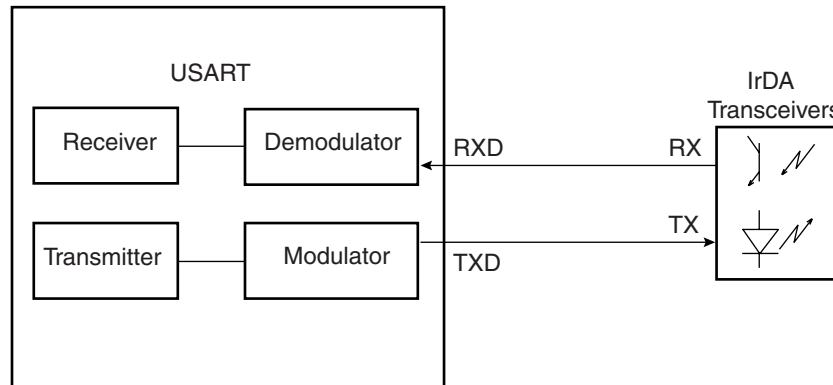 USART
IrDA
Transceivers
Receiver
Demodulator
RXD
RX
Transmitter
Modulator
TX
TXD